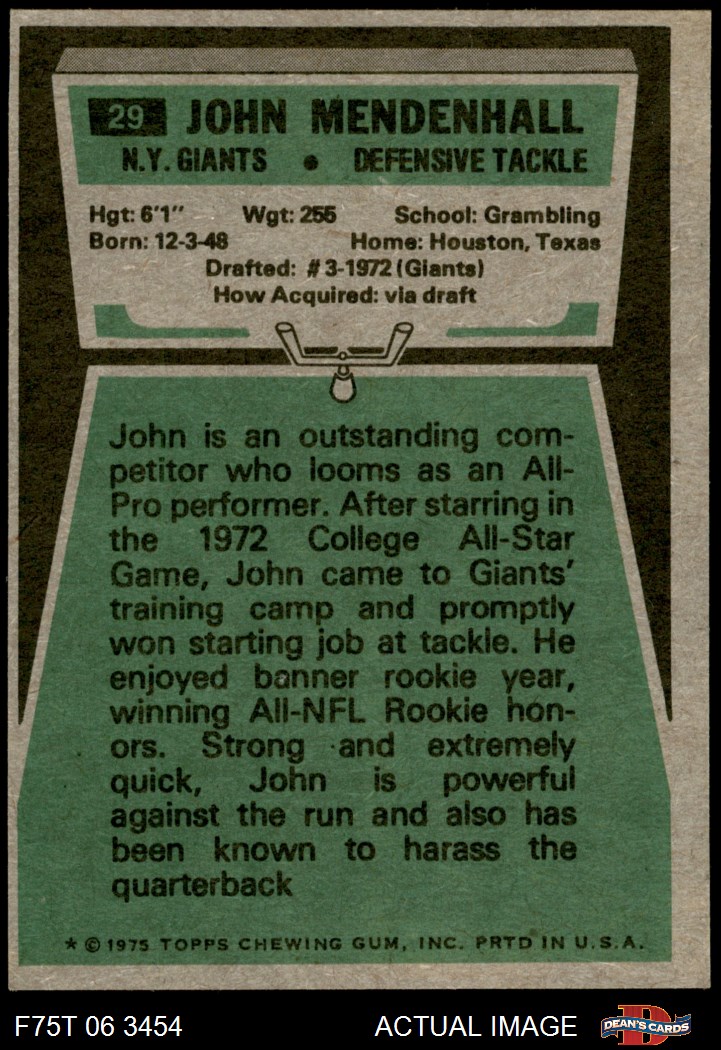 29 JOHN MENDENHALL
N.Y. GIANTS • DEFENSIVE TACKLE
Hgt: 6'1" Wgt: 255 School: Grambling
Born: 12-3-48 Home: Houston, Texas
Drafted: #3-1972 (Giants)
How Acquired: via draft
John is an outstanding com-
petitor who looms as an All-
Pro performer. After starring in
the 1972 College All-Star
Game, John came to Giants'
training camp and promptly
won starting job at tackle. He
enjoyed banner rookie year,
winning All-NFL Rookie hon-
ors. Strong and extremely
quick, John is powerful
against the run and also has
been known to harass the
quarterback
* © 1975 TOPPS CHEWING GUM, INC. PRTD IN U.S.A.
F75T 06 3454 ACTUAL IMAGE DEAN'S CARDS